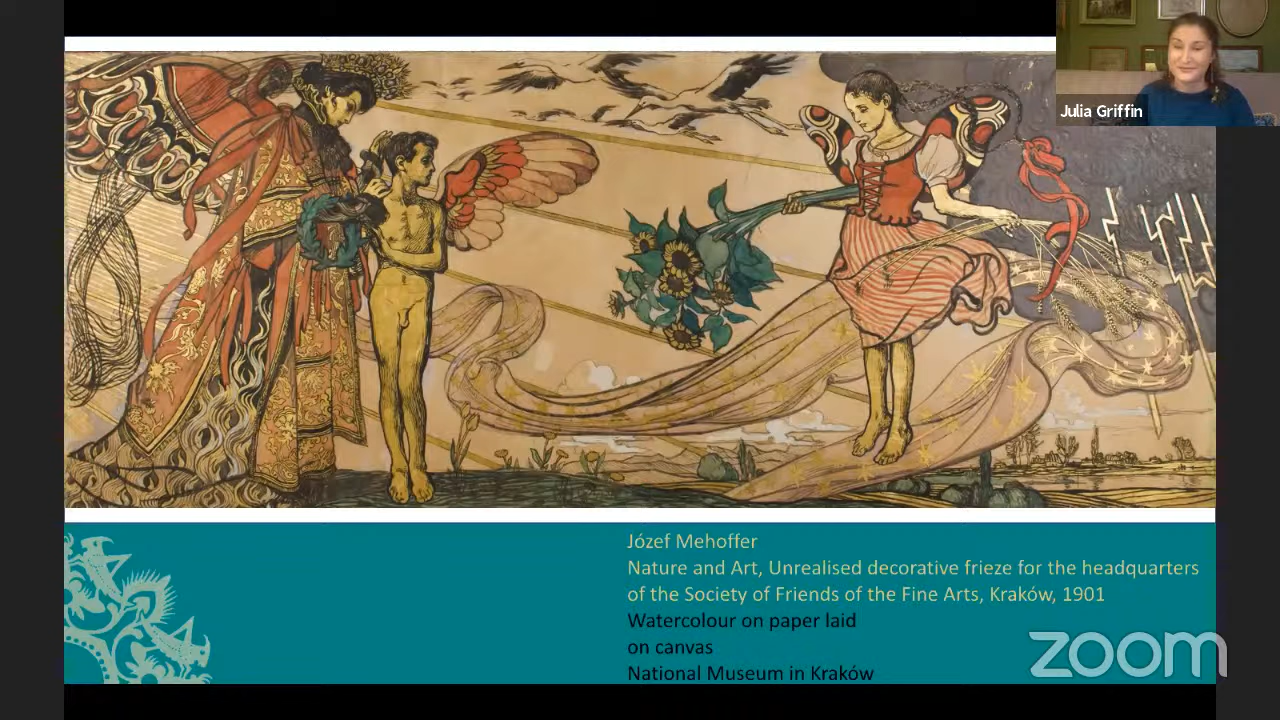 Julia Griffin
Józef Mehoffer
Nature and Art, Unrealised decorative frieze for the headquarters
of the Society of Friends of the Fine Arts, Kraków, 1901
Watercolour on paper laid
on canvas
National Museum in Kraków
zoom